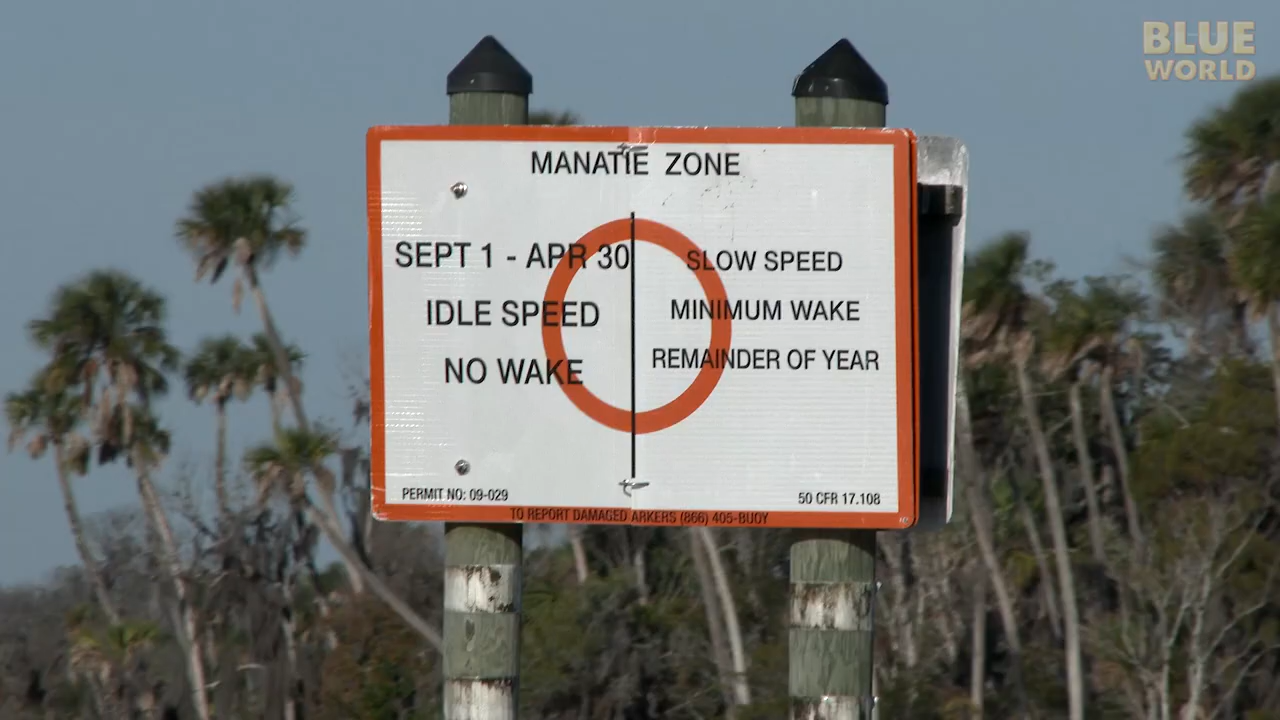 BLUE
WORLD
MANATIE ZONE
SEPT 1 - APR 30
IDLE SPEED
NO WAKE
SLOW SPEED
MINIMUM WAKE
REMAINDER OF YEAR
PERMIT NO: 09-029
50 CFR 17.108
TO REPORT DAMAGED ARKERS (866) 405-BUOY